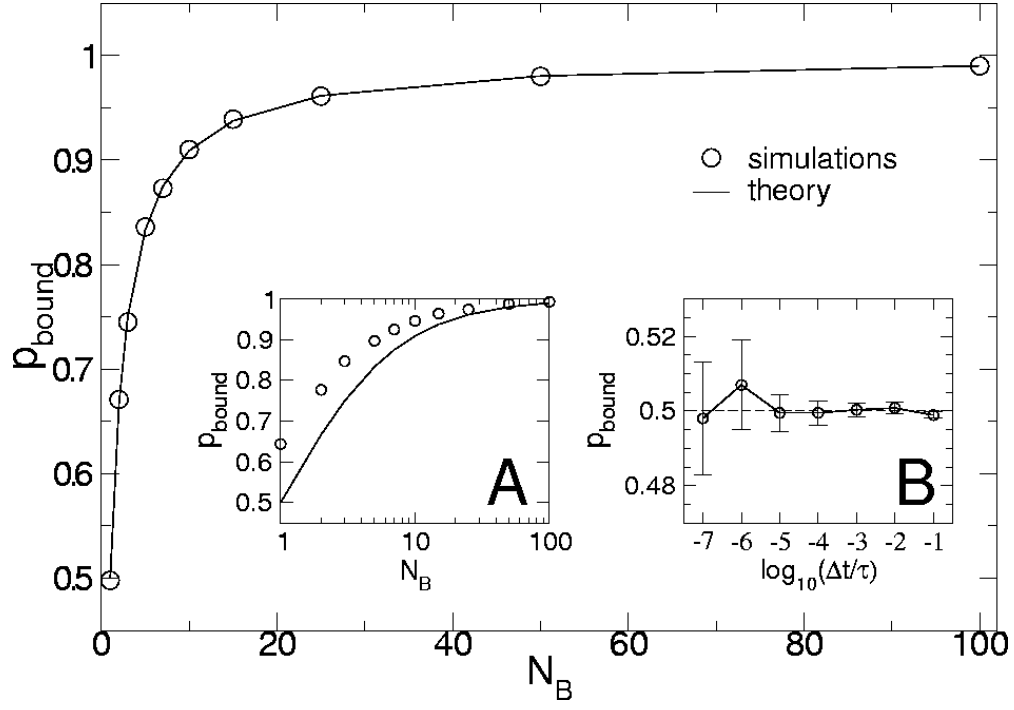 1
0.9
0.8
0.7
0.6
0.5
p_bound
0 20 40 60 80 100
N_B
simulations
theory
1
0.9
0.8
0.7
0.6
0.5
p_bound
1 10 100
N_B
A
0.52
0.5
0.48
p_bound
-7 -6 -5 -4 -3 -2 -1
log_10(Δt/τ)
B